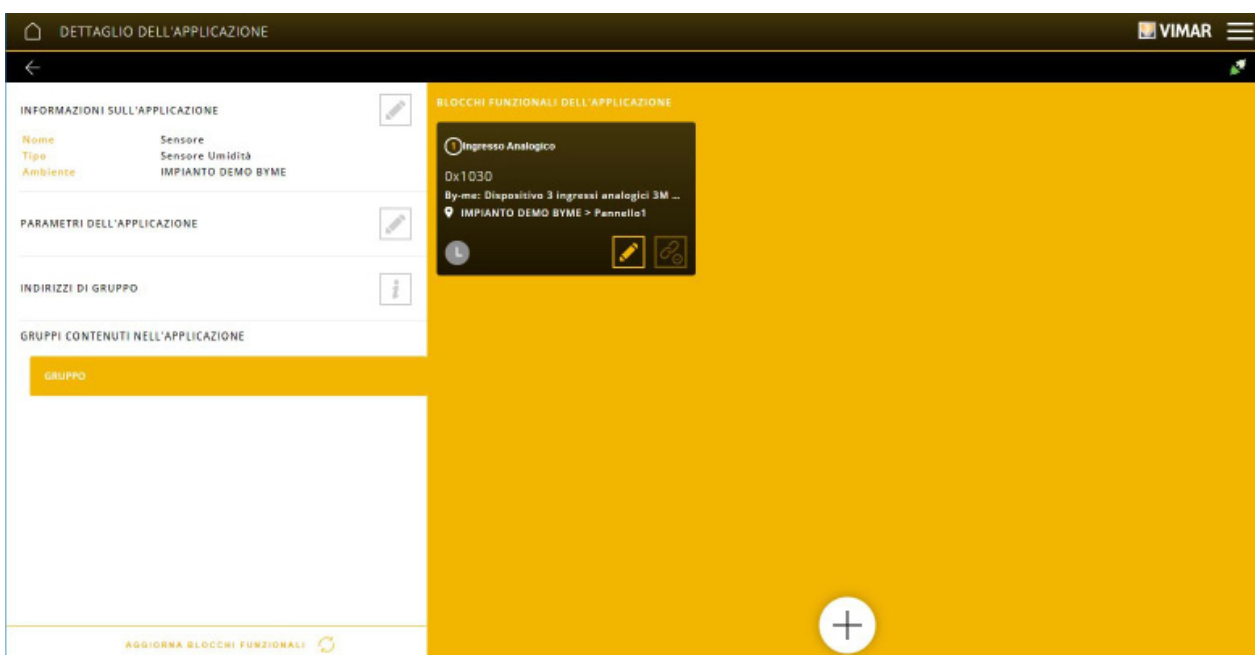 DETTAGLIO DELL'APPLICAZIONE
VIMAR
INFORMAZIONI SULL'APPLICAZIONE
Nome Sensore
Tipo Sensore Umidità
Ambiente IMPIANTO DEMO BYME
PARAMETRI DELL'APPLICAZIONE
INDIRIZZI DI GRUPPO
GRUPPI CONTENUTI NELL'APPLICAZIONE
GRUPPO
AGGIORNA BLOCCHI FUNZIONALI
BLOCCHI FUNZIONALI DELL'APPLICAZIONE
1 Ingresso Analogico
0x1030
By-me: Dispositivo 3 ingressi analogici 3M ...
IMPIANTO DEMO BYME > Pannello1
L